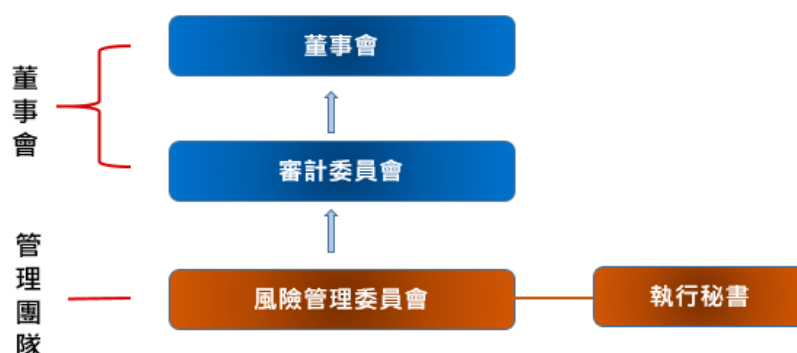 董事會
董事會
審計委員會
管理團隊
風險管理委員會
執行秘書